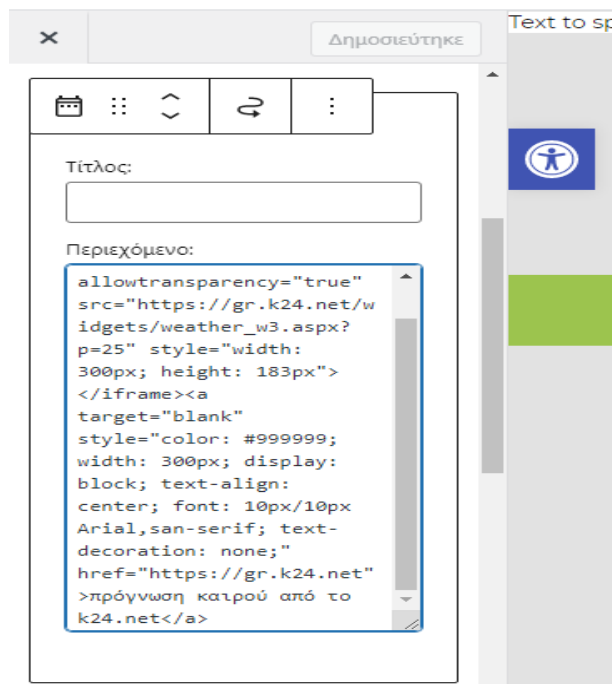 Δημοσιεύτηκε
Text to sp
Τίτλος:
Περιεχόμενο:
allowtransparency="true"
src="https://gr.k24.net/w
idgets/weather_w3.aspx?
p=25" style="width:
300px; height: 183px">
</iframe><a
target="blank"
style="color: #999999;
width: 300px; display:
block; text-align:
center; font: 10px/10px
Arial,san-serif; text-
decoration: none;"
href="https://gr.k24.net"
>πρόγνωση καιρού από το
k24.net</a>